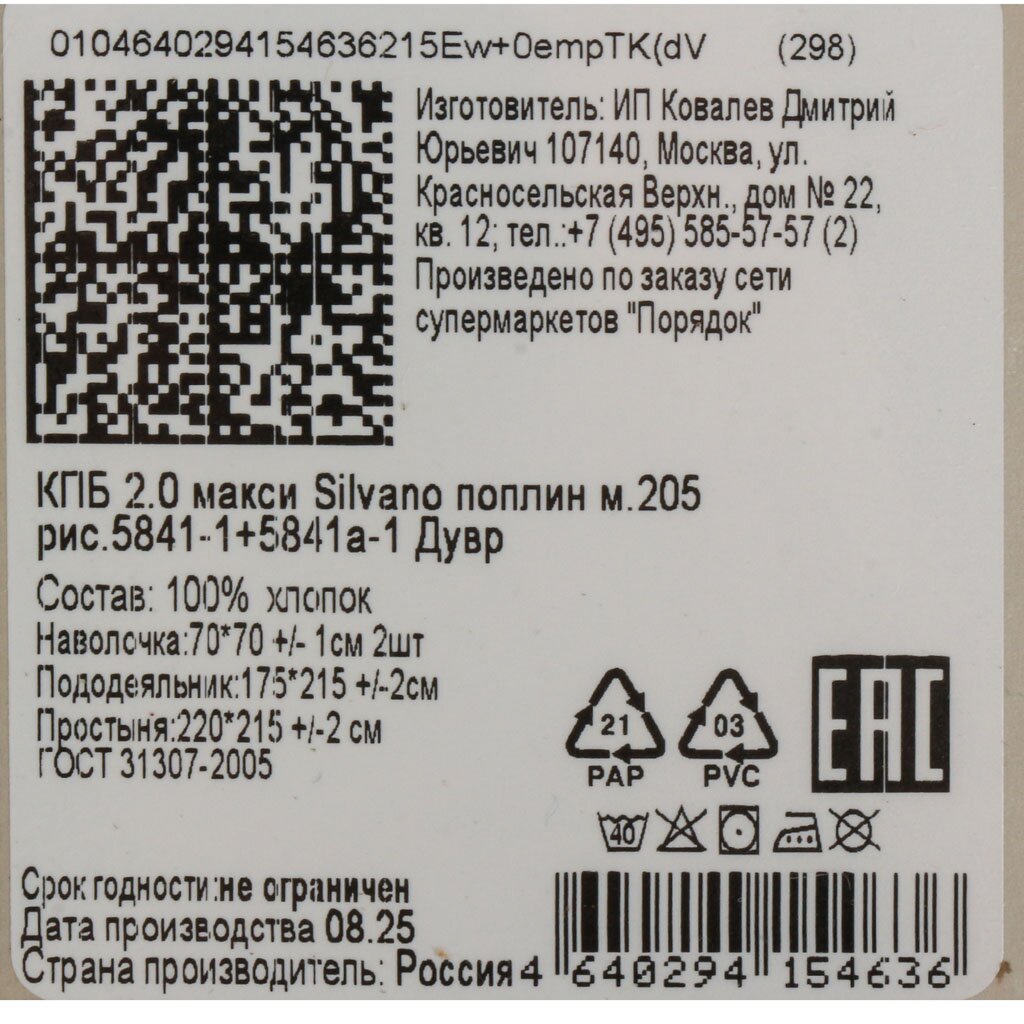 0104640294154636215Ew+0empTK(dV (298)
Изготовитель: ИП Ковалев Дмитрий
Юрьевич 107140, Москва, ул.
Красносельская Верхн., дом № 22,
кв. 12; тел.:+7 (495) 585-57-57 (2)
Произведено по заказу сети
супермаркетов "Порядок"
КПБ 2.0 макси Silvano поплин м.205
рис.5841-1+5841а-1 Дувр
Состав: 100% хлопок
Наволочка:70*70 +/- 1см 2шт
Пододеяльник:175*215 +/-2см
Простыня:220*215 +/-2 см
ГОСТ 31307-2005
21 03
PAP PVC
EAC
40
Срок годности:не ограничен
Дата производства 08.25
Страна производитель: Россия
4 640294 154636